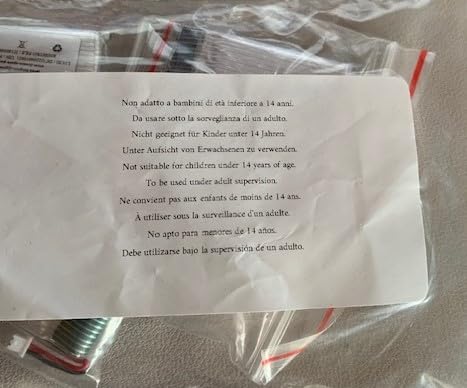 Non adatto a bambini di età inferiore a 14 anni.
Da usare sotto la sorveglianza di un adulto.
Nicht geeignet für Kinder unter 14 Jahren.
Unter Aufsicht von Erwachsenen zu verwenden.
Not suitable for children under 14 years of age.
To be used under adult supervision.
Ne convient pas aux enfants de moins de 14 ans.
À utiliser sous la surveillance d'un adulte.
No apto para menores de 14 años.
Debe utilizarse bajo la supervisión de un adulto.